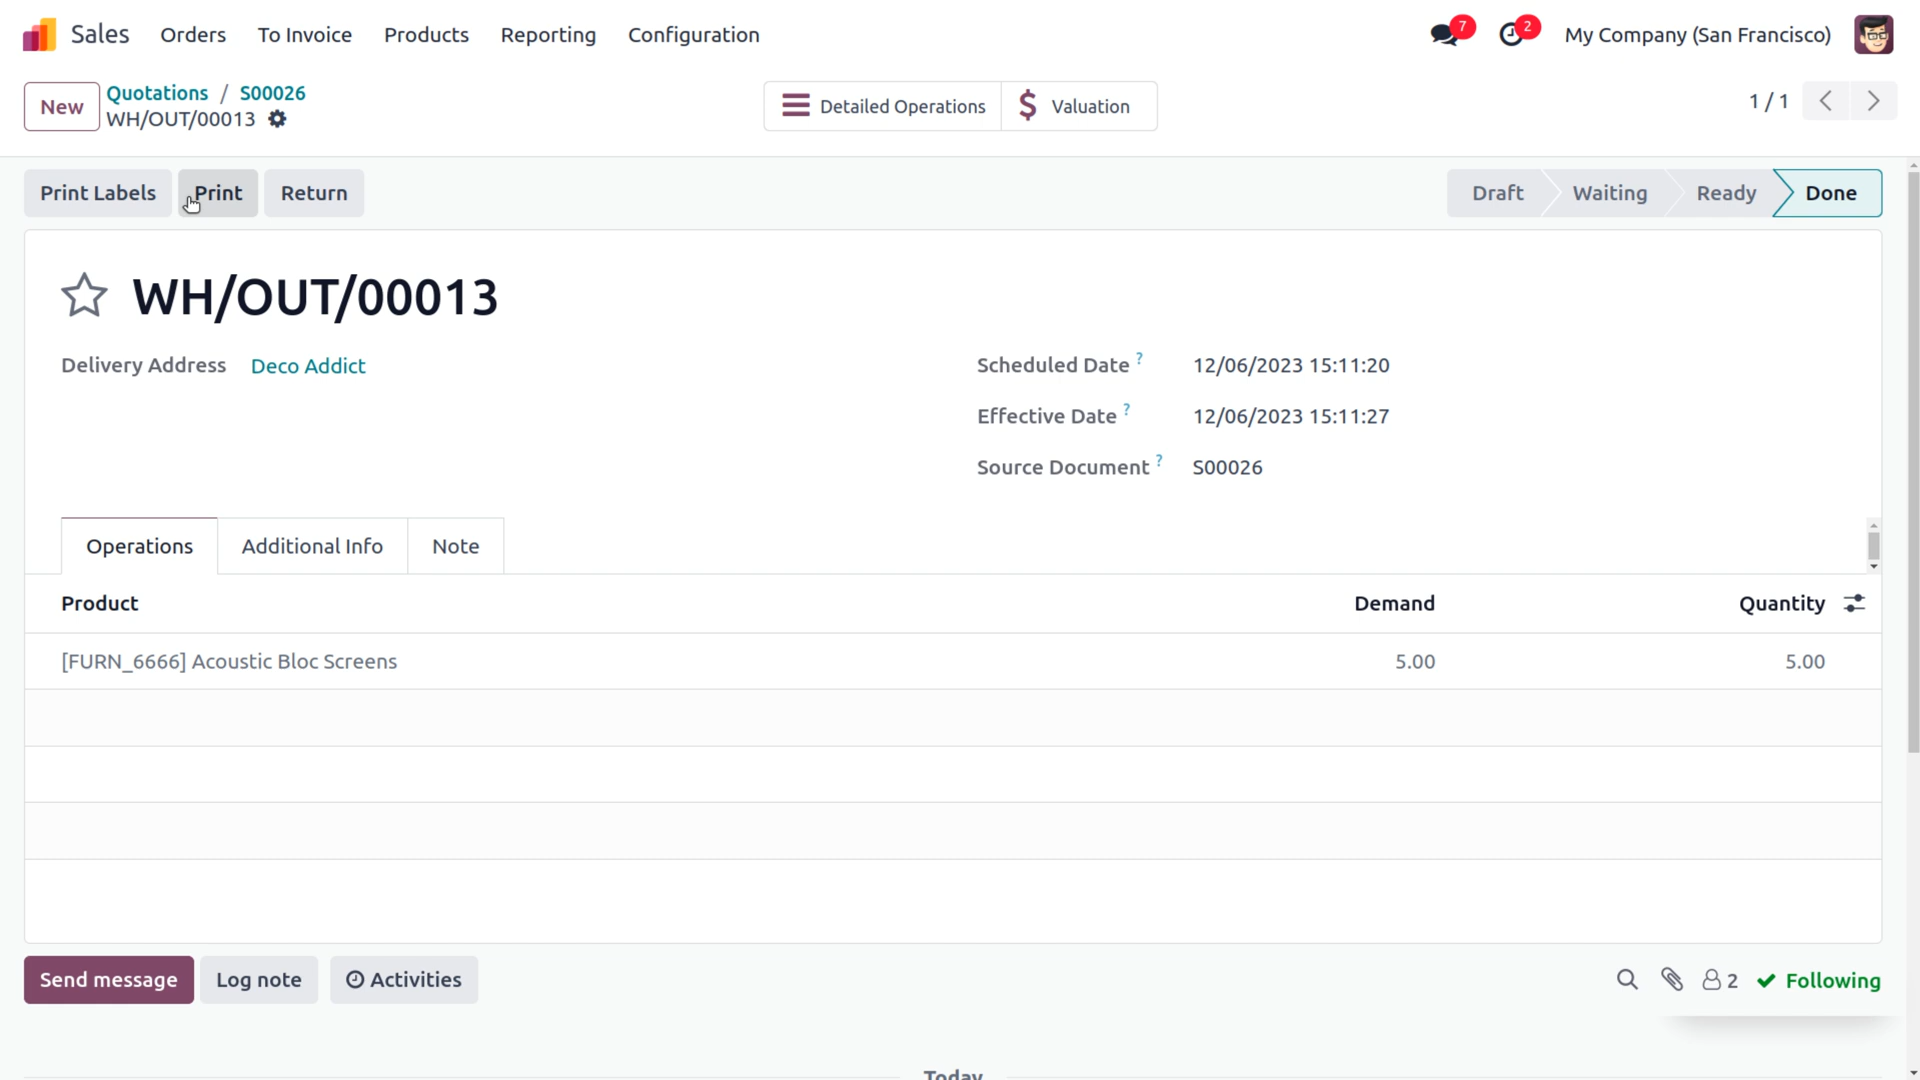 Sales Orders To Invoice Products Reporting Configuration 7 2 My Company (San Francisco)
New Quotations / S00026
WH/OUT/00013
Detailed Operations $ Valuation
1 / 1
Print Labels Print Return Draft Waiting Ready Done
WH/OUT/00013
Delivery Address Deco Addict
Scheduled Date ? 12/06/2023 15:11:20
Effective Date ? 12/06/2023 15:11:27
Source Document ? S00026
Operations Additional Info Note
Product Demand Quantity
[FURN_6666] Acoustic Bloc Screens 5.00 5.00
Send message Log note Activities 2 Following
Today